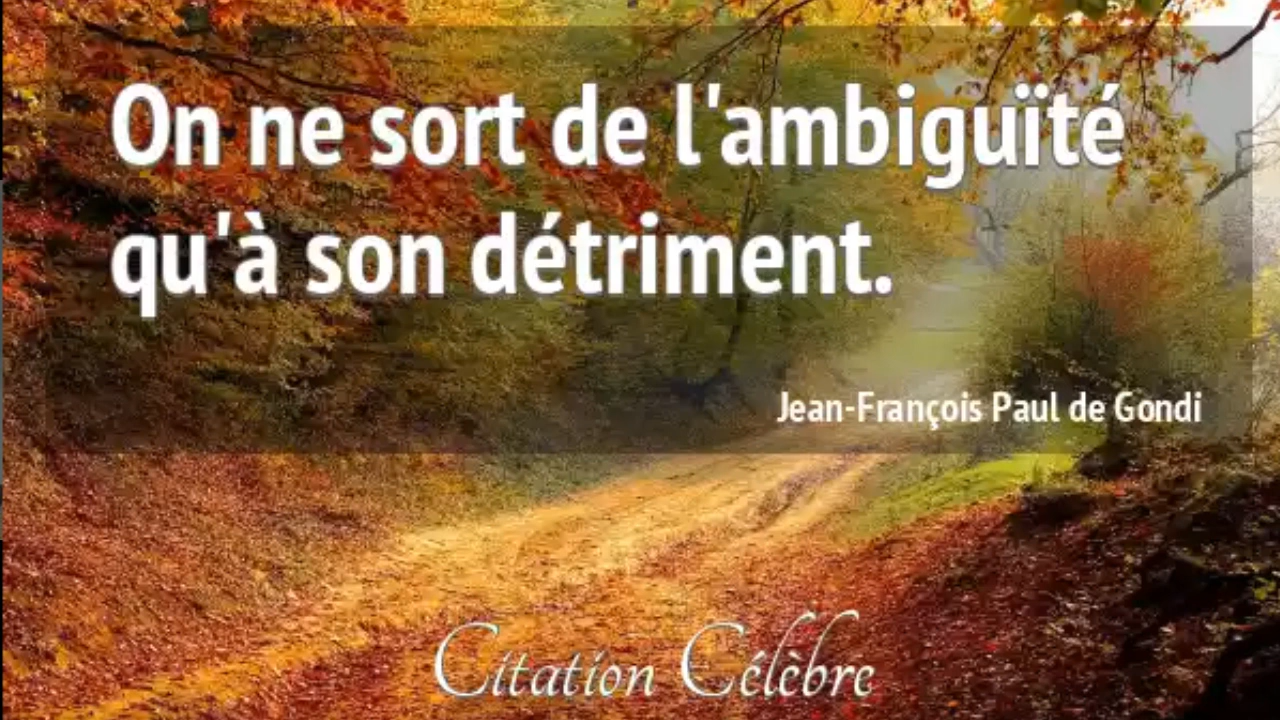 On ne sort de l'ambiguïté
qu'à son détriment.
Jean-François Paul de Gondi
Citation Célèbre